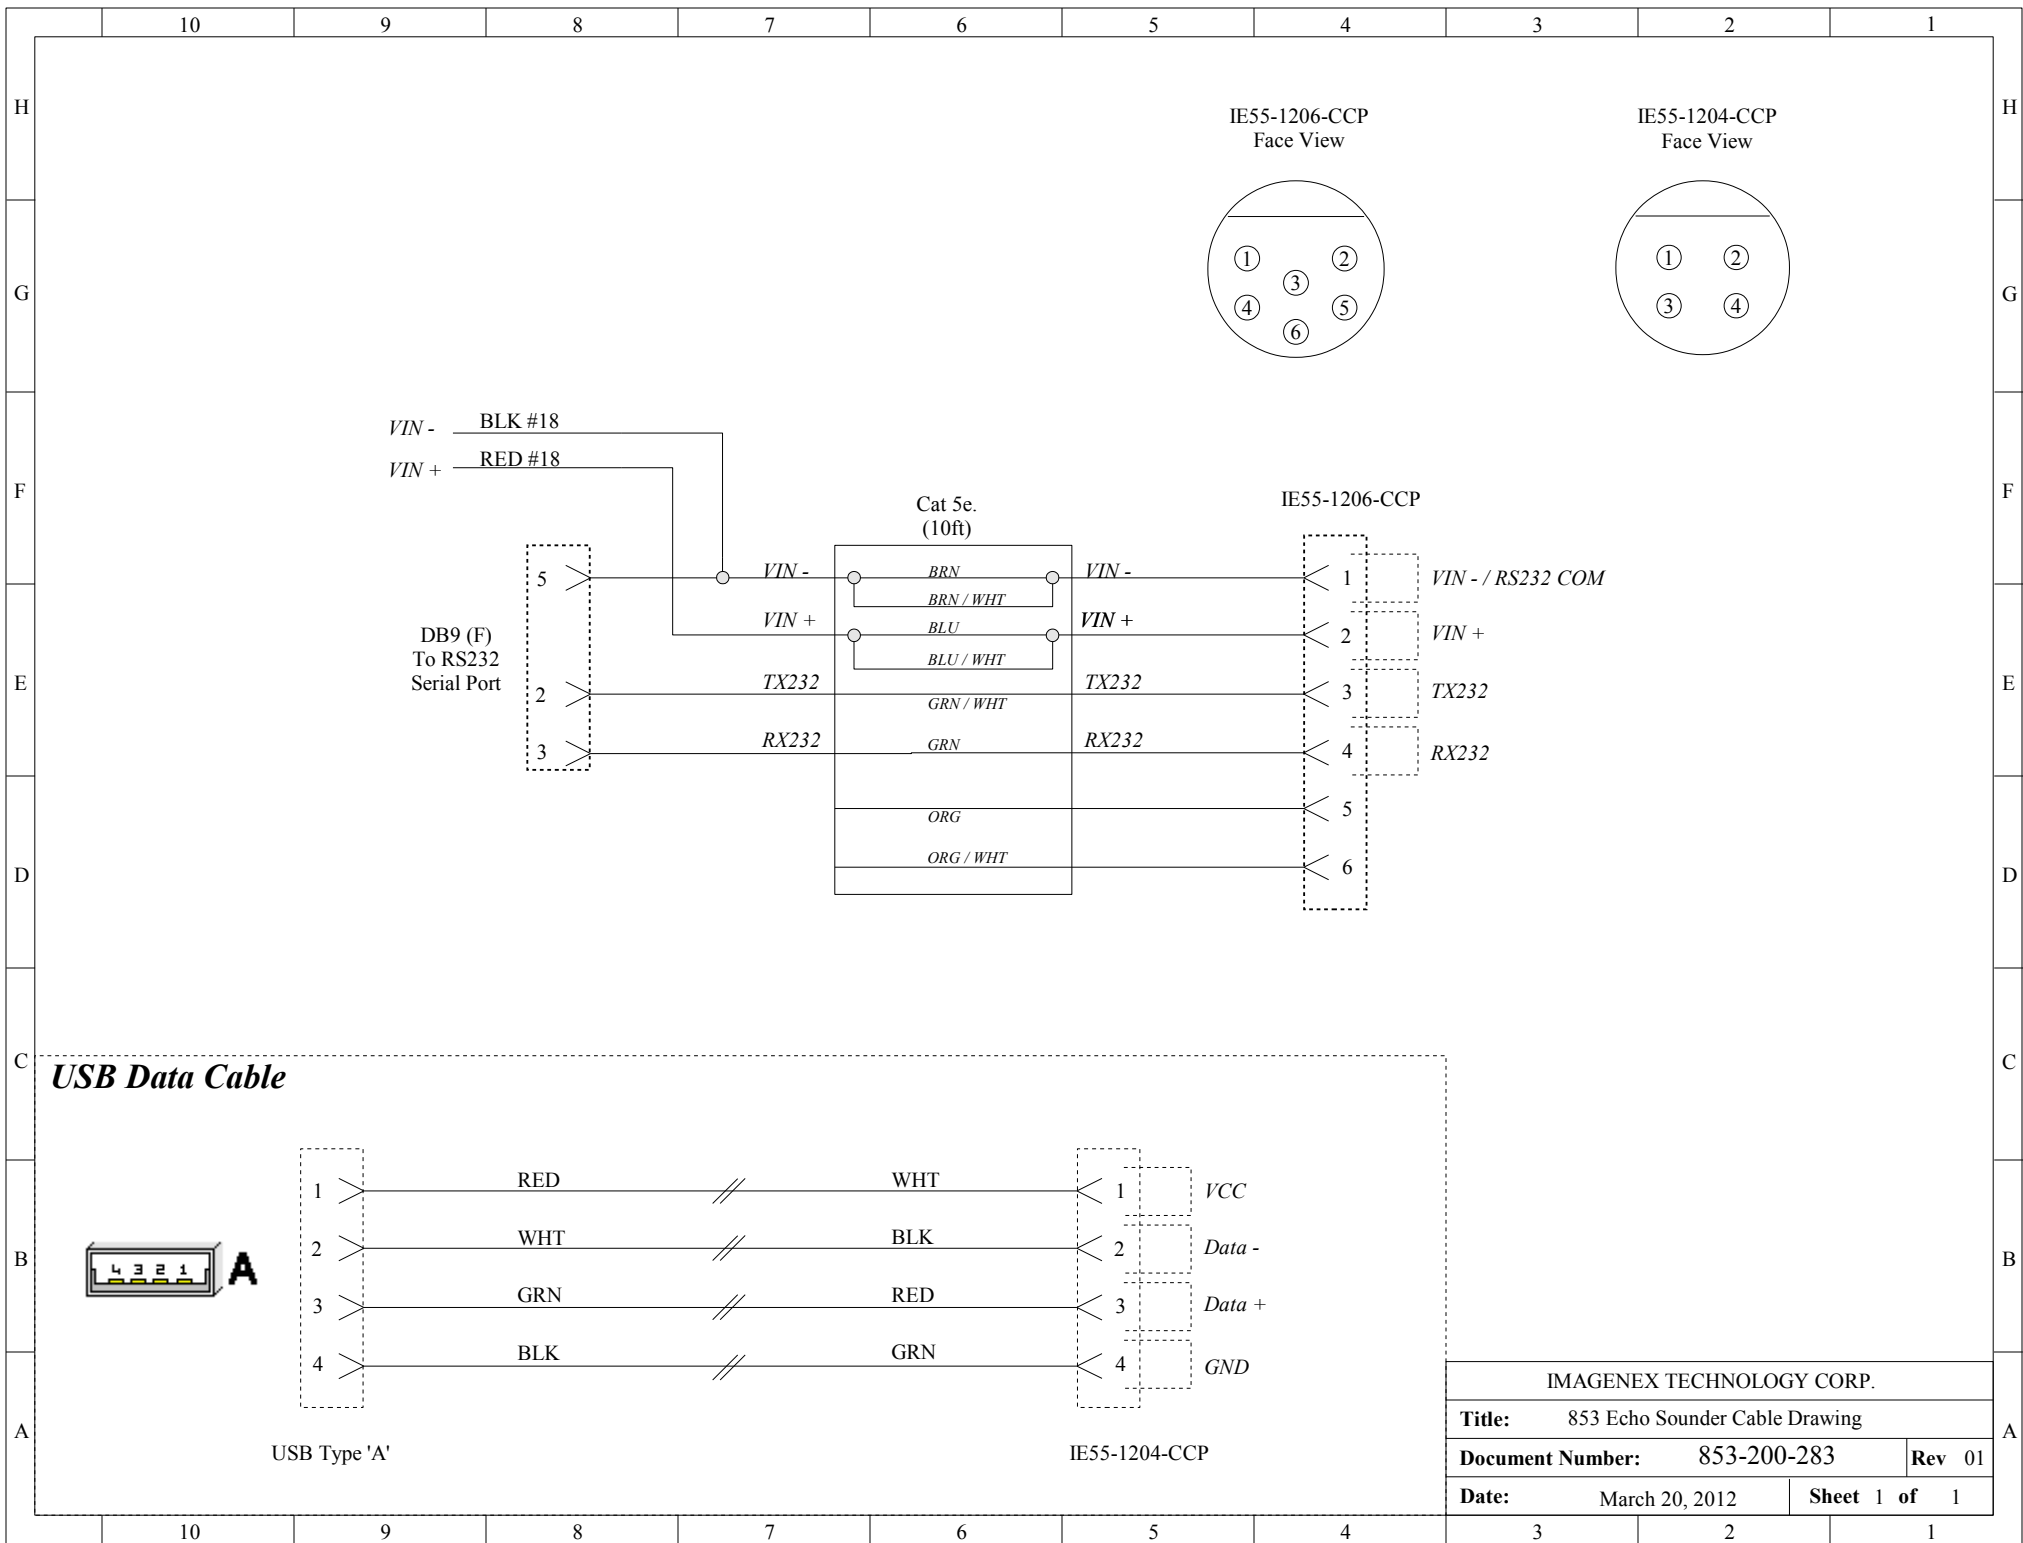 10 9 8 7 6 5 4 3 2 1
H H
IE55-1206-CCP
Face View
IE55-1204-CCP
Face View
1 2
3
4 5
6
1 2
3 4
G G
VIN - BLK #18
VIN + RED #18
F F
Cat 5e.
(10ft)
IE55-1206-CCP
5 VIN - BRN VIN - 1 VIN - / RS232 COM
BRN / WHT
VIN + BLU VIN + 2 VIN +
BLU / WHT
DB9 (F)
To RS232
Serial Port
E E
2 TX232 GRN / WHT TX232 3 TX232
3 RX232 GRN RX232 4 RX232
ORG 5
ORG / WHT 6
D D
C C
USB Data Cable
1 RED WHT 1 VCC
2 WHT BLK 2 Data -
B B
4 3 2 1 A
3 GRN RED 3 Data +
4 BLK GRN 4 GND
USB Type 'A'
IE55-1204-CCP
A A
IMAGENEX TECHNOLOGY CORP.
Title: 853 Echo Sounder Cable Drawing
Document Number: 853-200-283 Rev 01
Date: March 20, 2012 Sheet 1 of 1
10 9 8 7 6 5 4 3 2 1